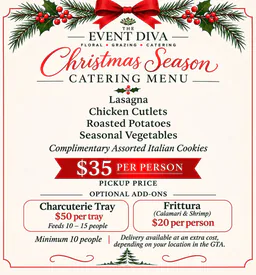 THE
EVENT DIVA
FLORAL • GRAZING • CATERING
Christmas Season
CATERING MENU
Lasagna
Chicken Cutlets
Roasted Potatoes
Seasonal Vegetables
Complimentary Assorted Italian Cookies
$35 PER PERSON
PICKUP PRICE
OPTIONAL ADD-ONS
Charcuterie Tray
$50 per tray
Feeds 10 – 15 people
Frittura
(Calamari & Shrimp)
$20 per person
Minimum 10 people
Delivery available at an extra cost,
depending on your location in the GTA.